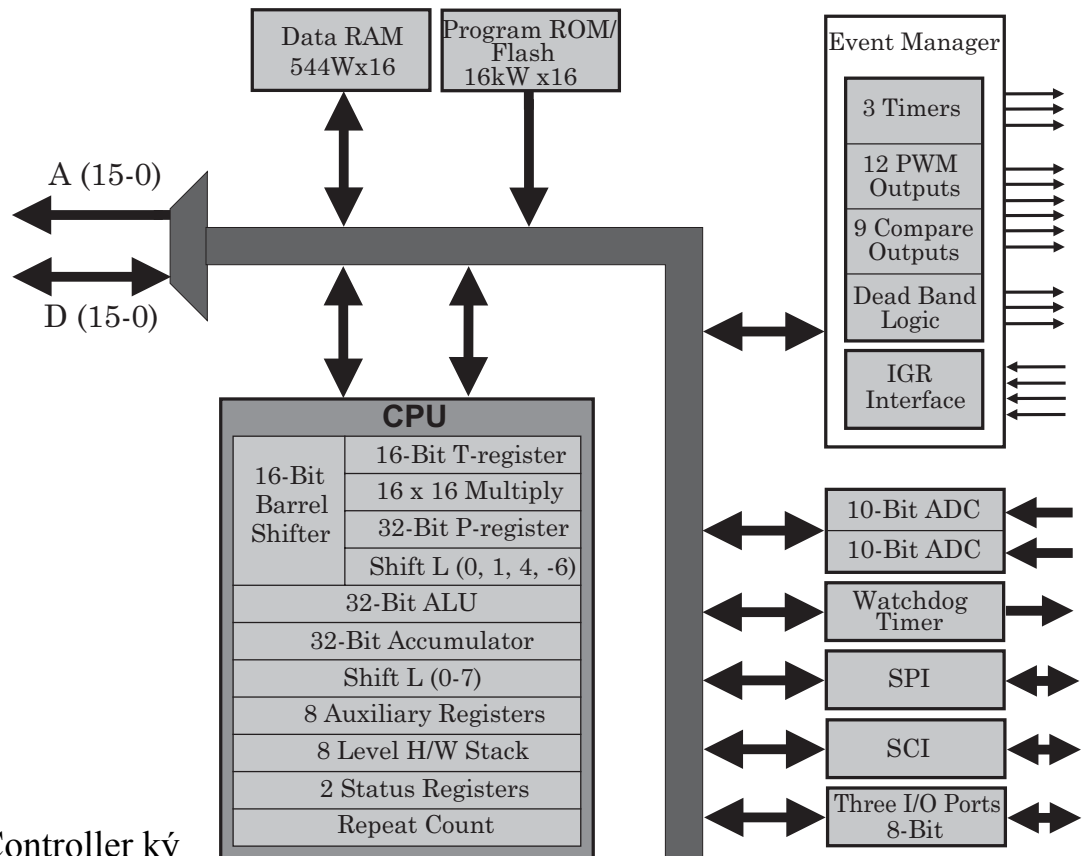 Data RAM
544Wx16
Program ROM/
Flash
16kW x16
Event Manager
3 Timers
12 PWM
Outputs
9 Compare
Outputs
Dead Band
Logic
IGR
Interface
A (15-0)
D (15-0)
CPU
16-Bit
Barrel
Shifter
16-Bit T-register
16 x 16 Multiply
32-Bit P-register
Shift L (0, 1, 4, -6)
32-Bit ALU
32-Bit Accumulator
Shift L (0-7)
8 Auxiliary Registers
8 Level H/W Stack
2 Status Registers
Repeat Count
10-Bit ADC
10-Bit ADC
Watchdog
Timer
SPI
SCI
Three I/O Ports
8-Bit
Controller ký